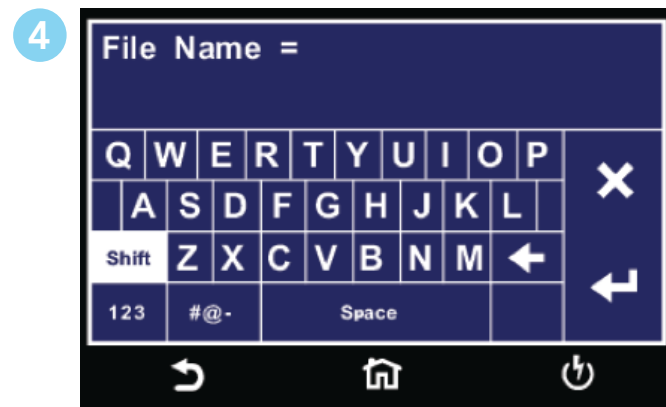 4
File Name =
Q W E R T Y U I O P
A S D F G H J K L
Shift Z X C V B N M
123 #@- Space